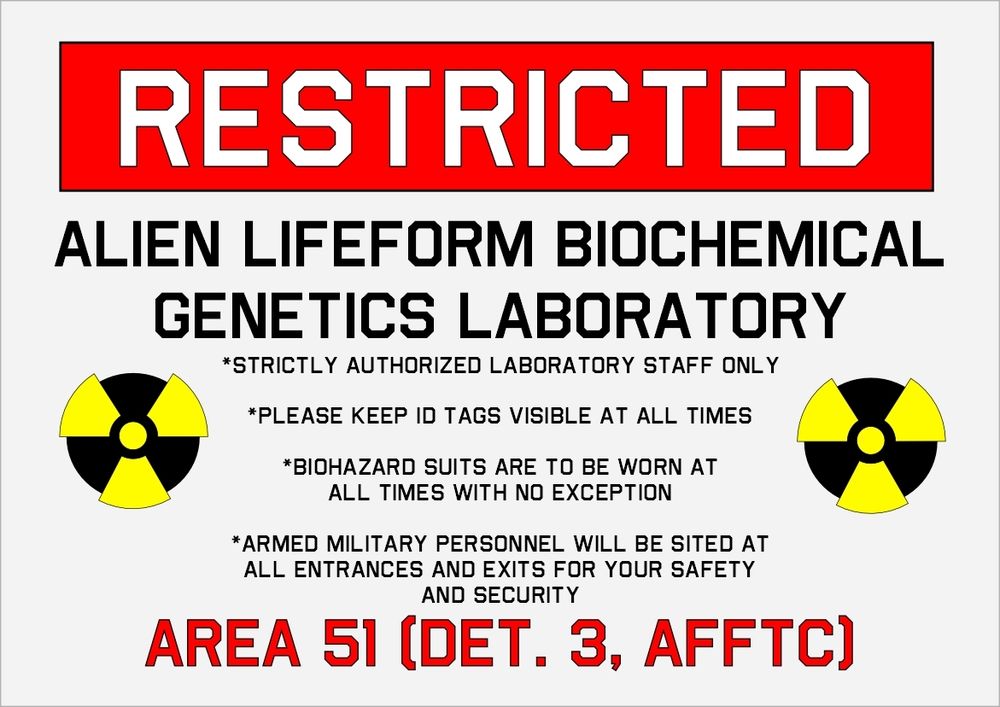 RESTRICTED
ALIEN LIFEFORM BIOCHEMICAL
GENETICS LABORATORY
*STRICTLY AUTHORIZED LABORATORY STAFF ONLY
*PLEASE KEEP ID TAGS VISIBLE AT ALL TIMES
*BIOHAZARD SUITS ARE TO BE WORN AT
ALL TIMES WITH NO EXCEPTION
*ARMED MILITARY PERSONNEL WILL BE SITED AT
ALL ENTRANCES AND EXITS FOR YOUR SAFETY
AND SECURITY
AREA 51 (DET. 3, AFFTC)